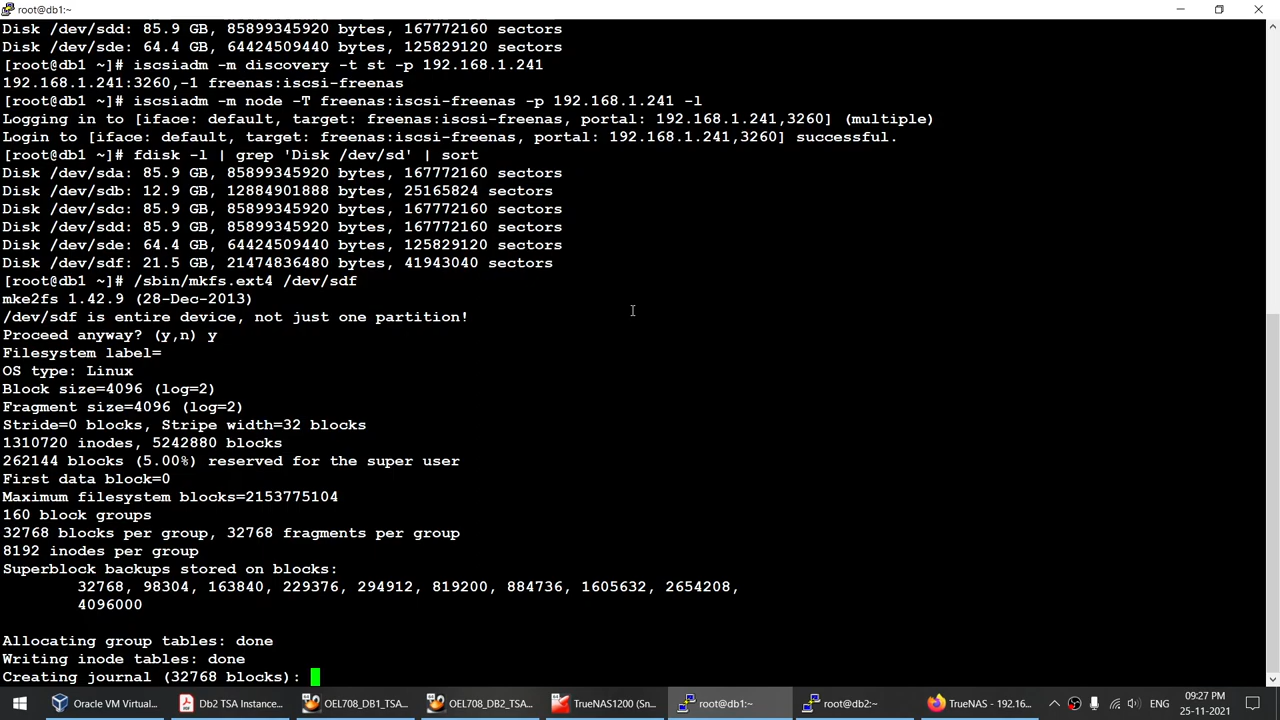 root@db1:~
Disk /dev/sdd: 85.9 GB, 85899345920 bytes, 167772160 sectors
Disk /dev/sde: 64.4 GB, 64424509440 bytes, 125829120 sectors
[root@db1 ~]# iscsiadm -m discovery -t st -p 192.168.1.241
192.168.1.241:3260,-1 freenas:iscsi-freenas
[root@db1 ~]# iscsiadm -m node -T freenas:iscsi-freenas -p 192.168.1.241 -l
Logging in to [iface: default, target: freenas:iscsi-freenas, portal: 192.168.1.241,3260] (multiple)
Login to [iface: default, target: freenas:iscsi-freenas, portal: 192.168.1.241,3260] successful.
[root@db1 ~]# fdisk -l | grep 'Disk /dev/sd' | sort
Disk /dev/sda: 85.9 GB, 85899345920 bytes, 167772160 sectors
Disk /dev/sdb: 12.9 GB, 12884901888 bytes, 25165824 sectors
Disk /dev/sdc: 85.9 GB, 85899345920 bytes, 167772160 sectors
Disk /dev/sdd: 85.9 GB, 85899345920 bytes, 167772160 sectors
Disk /dev/sde: 64.4 GB, 64424509440 bytes, 125829120 sectors
Disk /dev/sdf: 21.5 GB, 21474836480 bytes, 41943040 sectors
[root@db1 ~]# /sbin/mkfs.ext4 /dev/sdf
mke2fs 1.42.9 (28-Dec-2013)
/dev/sdf is entire device, not just one partition!
Proceed anyway? (y,n) y
Filesystem label=
OS type: Linux
Block size=4096 (log=2)
Fragment size=4096 (log=2)
Stride=0 blocks, Stripe width=32 blocks
1310720 inodes, 5242880 blocks
262144 blocks (5.00%) reserved for the super user
First data block=0
Maximum filesystem blocks=2153775104
160 block groups
32768 blocks per group, 32768 fragments per group
8192 inodes per group
Superblock backups stored on blocks:
32768, 98304, 163840, 229376, 294912, 819200, 884736, 1605632, 2654208,
4096000
Allocating group tables: done
Writing inode tables: done
Creating journal (32768 blocks):
Oracle VM Virtual...
Db2 TSA Instance...
OEL708_DB1_TSA...
OEL708_DB2_TSA...
TrueNAS1200 (Sn...
root@db1:~
root@db2:~
TrueNAS - 192.16...
ENG
09:27 PM
25-11-2021